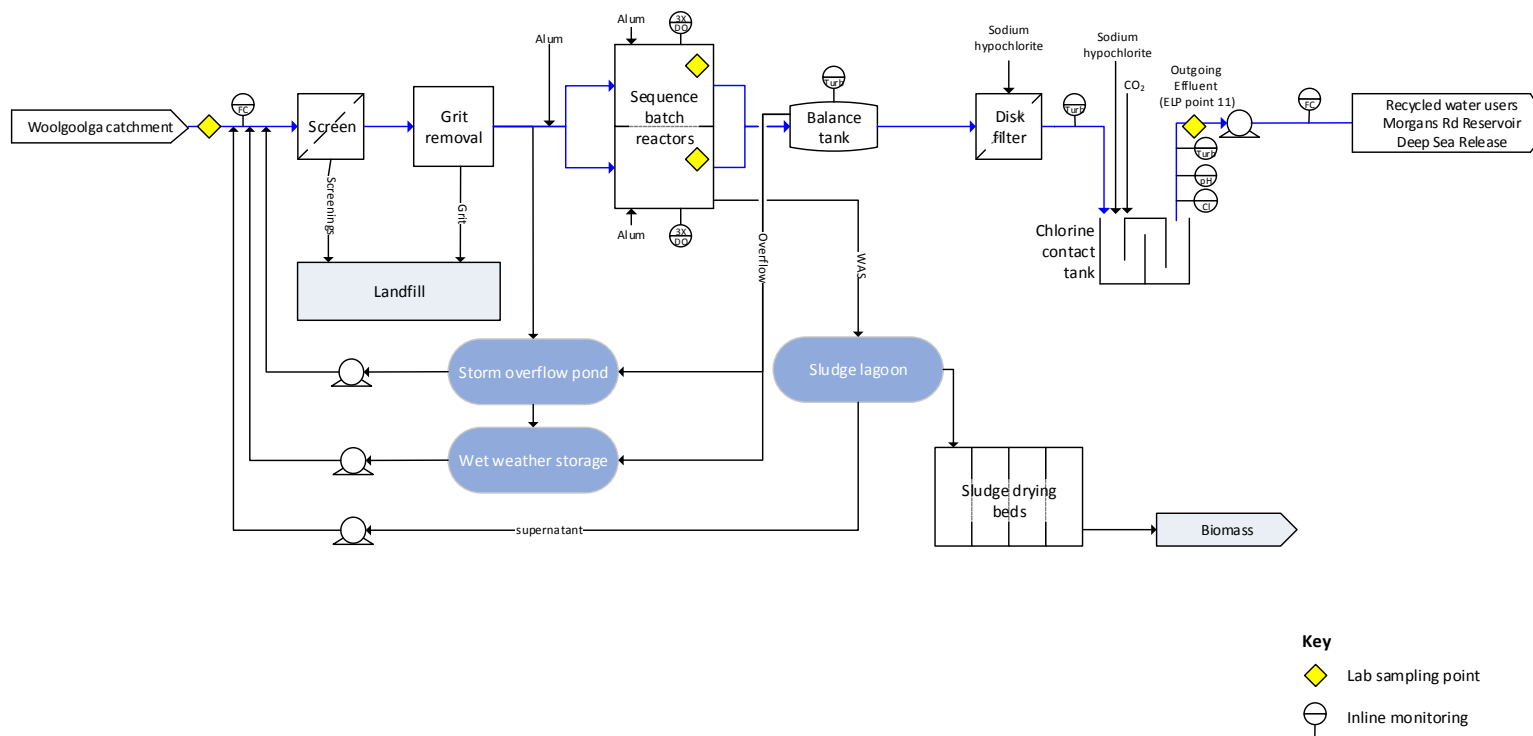 Woolgoolga catchment
FC
Screen
Screenings
Grit
removal
Grit
Landfill
Alum
Alum
3X
DO
Sequence
batch
reactors
Alum
3X
DO
Turb
Balance
tank
Overflow
WAS
Sodium
hypochlorite
Disk
filter
Turb
Sodium
hypochlorite
CO₂
Outgoing
Effluent
(ELP point 11)
Turb
pH
Cl
Chlorine
contact
tank
FC
Recycled water users
Morgans Rd Reservoir
Deep Sea Release
Storm overflow pond
Wet weather storage
Sludge lagoon
supernatant
Sludge drying
beds
Biomass
Key
Lab sampling point
Inline monitoring